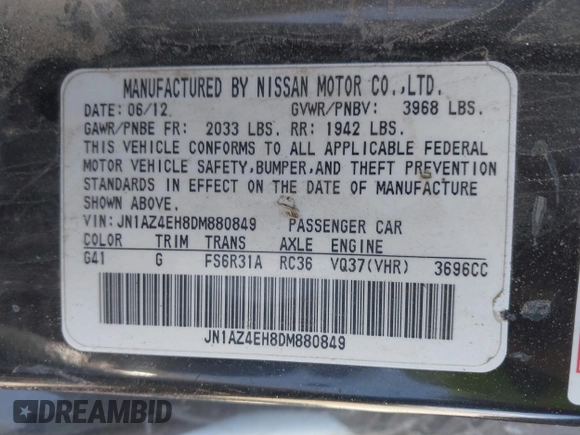 MANUFACTURED BY NISSAN MOTOR CO.,LTD.
DATE: 06/12 GVWR/PNBV: 3968 LBS.
GAWR/PNBE FR: 2033 LBS. RR: 1942 LBS.
THIS VEHICLE CONFORMS TO ALL APPLICABLE FEDERAL
MOTOR VEHICLE SAFETY,BUMPER,AND THEFT PREVENTION
STANDARDS IN EFFECT ON THE DATE OF MANUFACTURE
SHOWN ABOVE.
VIN:JN1AZ4EH8DM880849 PASSENGER CAR
COLOR TRIM TRANS AXLE ENGINE
G41 G FS6R31A RC36 VQ37(VHR) 3696CC
JN1AZ4EH8DM880849
DREAMBID